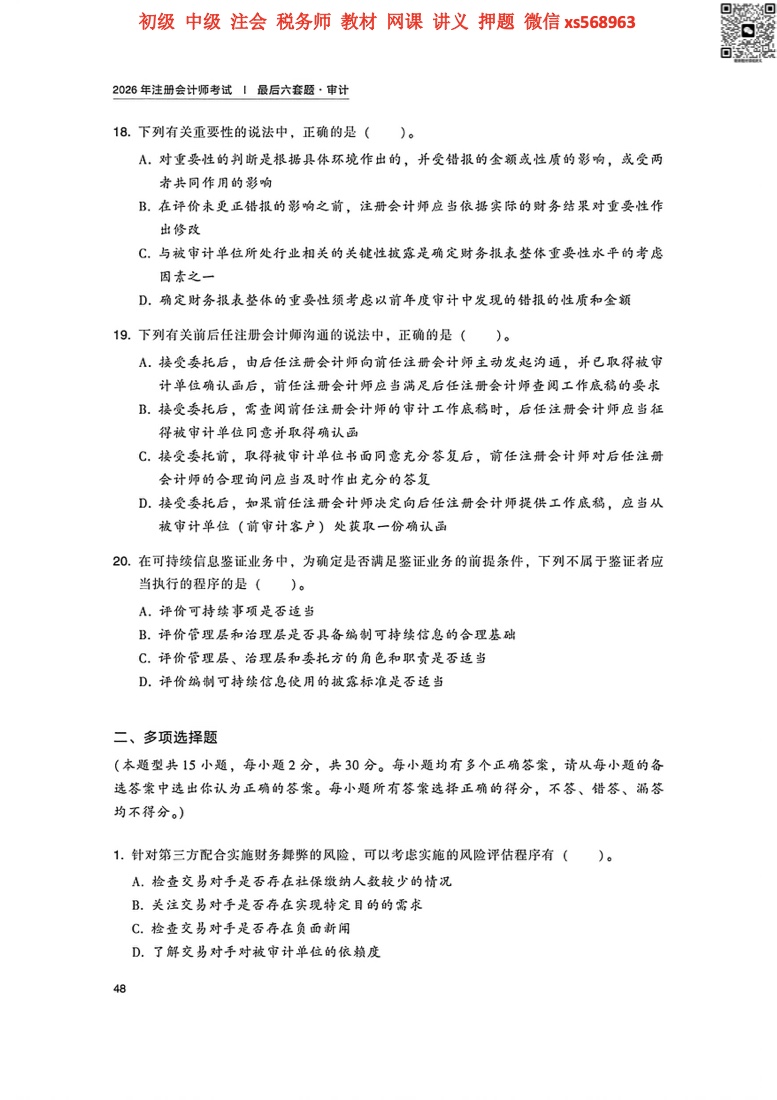 初级 中级 注会 税务师 教材 网课 讲义 押题 微信 xs568963
2026 年注册会计师考试 | 最后六套题·审计
18. 下列有关重要性的说法中，正确的是（ ）。
A. 对重要性的判断是根据具体环境作出的，并受错报的金额或性质的影响，或受两
者共同作用的影响
B. 在评价未更正错报的影响之前，注册会计师应当依据实际的财务结果对重要性作
出修改
C. 与被审计单位所处行业相关的关键性披露是确定财务报表整体重要性水平的考虑
因素之一
D. 确定财务报表整体的重要性须考虑以前年度审计中发现的错报的性质和金额
19. 下列有关前后任注册会计师沟通的说法中，正确的是（ ）。
A. 接受委托后，由后任注册会计师向前任注册会计师主动发起沟通，并已取得被审
计单位确认函后，前任注册会计师应当满足后任注册会计师查阅工作底稿的要求
B. 接受委托后，需查阅前任注册会计师的审计工作底稿时，后任注册会计师应当征
得被审计单位同意并取得确认函
C. 接受委托前，取得被审计单位书面同意充分答复后，前任注册会计师对后任注册
会计师的合理询问应当及时作出充分的答复
D. 接受委托后，如果前任注册会计师决定向后任注册会计师提供工作底稿，应当从
被审计单位（前审计客户）处获取一份确认函
20. 在可持续信息鉴证业务中，为确定是否满足鉴证业务的前提条件，下列不属于鉴证者应
当执行的程序的是（ ）。
A. 评价可持续事项是否适当
B. 评价管理层和治理层是否具备编制可持续信息的合理基础
C. 评价管理层、治理层和委托方的角色和职责是否适当
D. 评价编制可持续信息使用的披露标准是否适当
二、多项选择题
（本题型共 15 小题，每小题 2 分，共 30 分。每小题均有多个正确答案，请从每小题的备
选答案中选出你认为正确的答案。每小题所有答案选择正确的得分，不答、错答、漏答
均不得分。）
1. 针对第三方配合实施财务舞弊的风险，可以考虑实施的风险评估程序有（ ）。
A. 检查交易对手是否存在社保缴纳人数较少的情况
B. 关注交易对手是否存在实现特定目的的需求
C. 检查交易对手是否存在负面新闻
D. 了解交易对手对被审计单位的依赖度
48